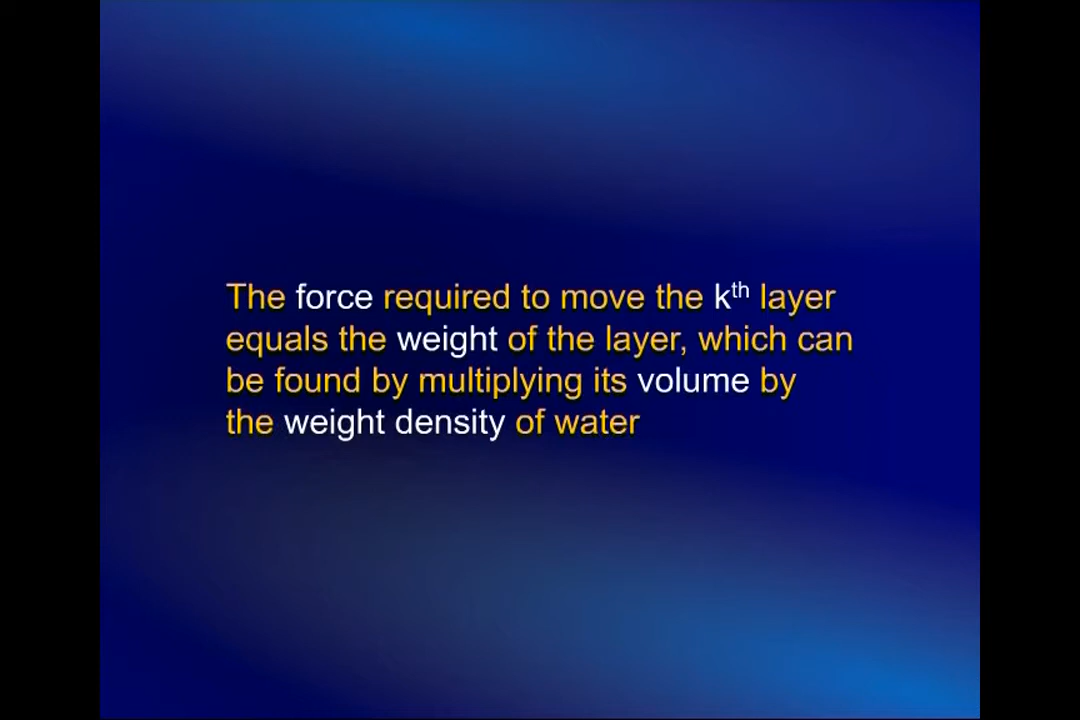 The force required to move the kᵗʰ layer
equals the weight of the layer, which can
be found by multiplying its volume by
the weight density of water